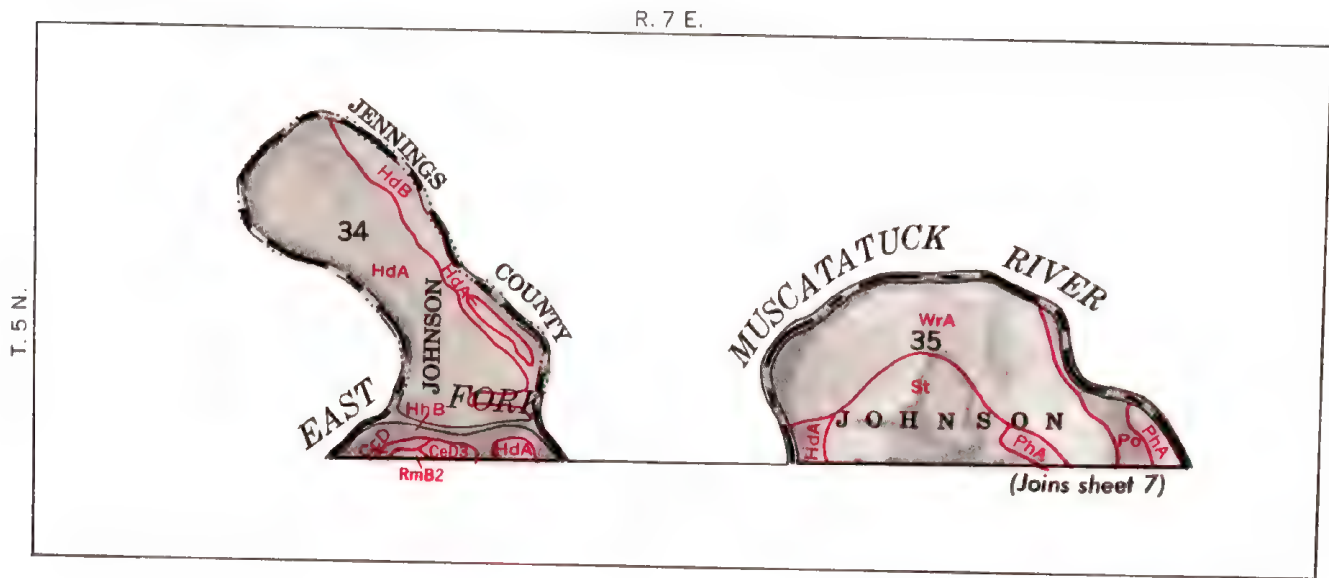 R. 7 E.
T. 5 N.
JENNINGS
COUNTY
HdB
34
HdA
HdA
JOHNSON
EAST
FORK
HhB
CeD3
HdA
RmB2
MUSCATATUCK
RIVER
WrA
35
St
JOHNSON
HdA
PhA
Po
PhA
(Joins sheet 7)